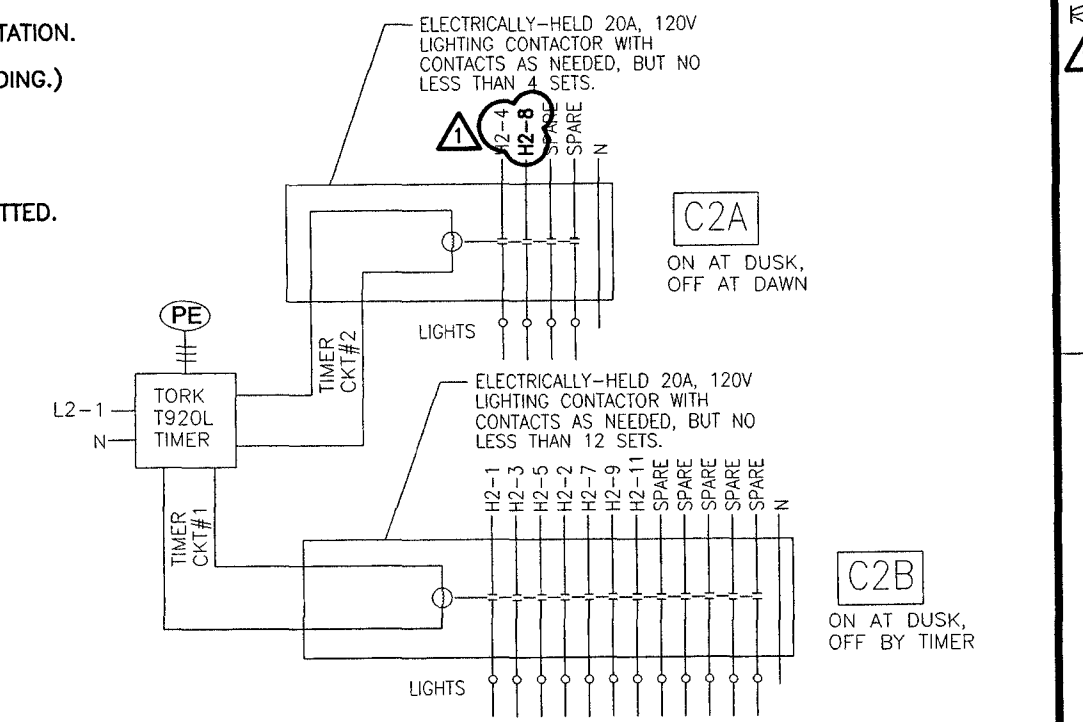 TATION.
DING.)
TTED.
ELECTRICALLY-HELD 20A, 120V
LIGHTING CONTACTOR WITH
CONTACTS AS NEEDED, BUT NO
LESS THAN 4 SETS.
1
H2-4
H2-8
SPARE
SPARE
N
C2A
ON AT DUSK,
OFF AT DAWN
LIGHTS
PE
TIMER
CKT#2
L2-1
N
TORK
T920L
TIMER
ELECTRICALLY-HELD 20A, 120V
LIGHTING CONTACTOR WITH
CONTACTS AS NEEDED, BUT NO
LESS THAN 12 SETS.
H2-1
H2-3
H2-5
H2-2
H2-7
H2-9
H2-11
SPARE
SPARE
SPARE
SPARE
SPARE
N
TIMER
CKT#1
C2B
ON AT DUSK,
OFF BY TIMER
LIGHTS